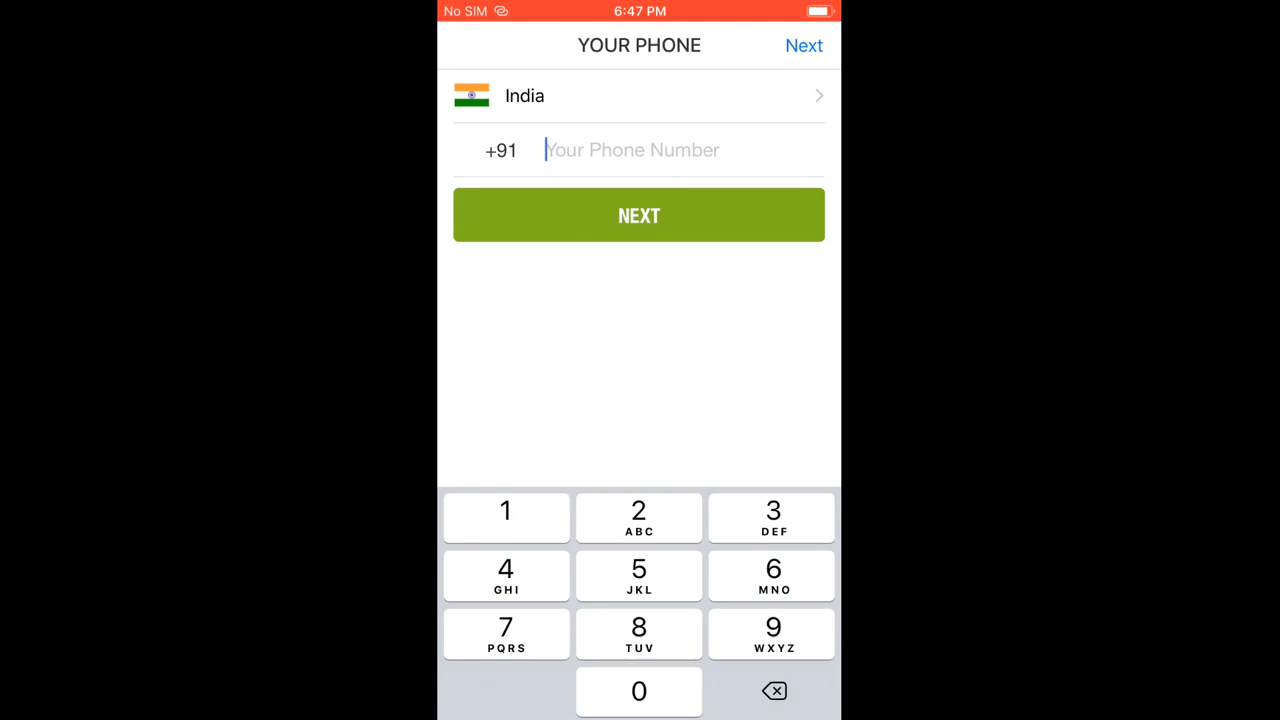 No SIM 6:47 PM
YOUR PHONE Next
India
+91 Your Phone Number
NEXT
1 2 3
ABC DEF
4 5 6
GHI JKL MNO
7 8 9
PQRS TUV WXYZ
0